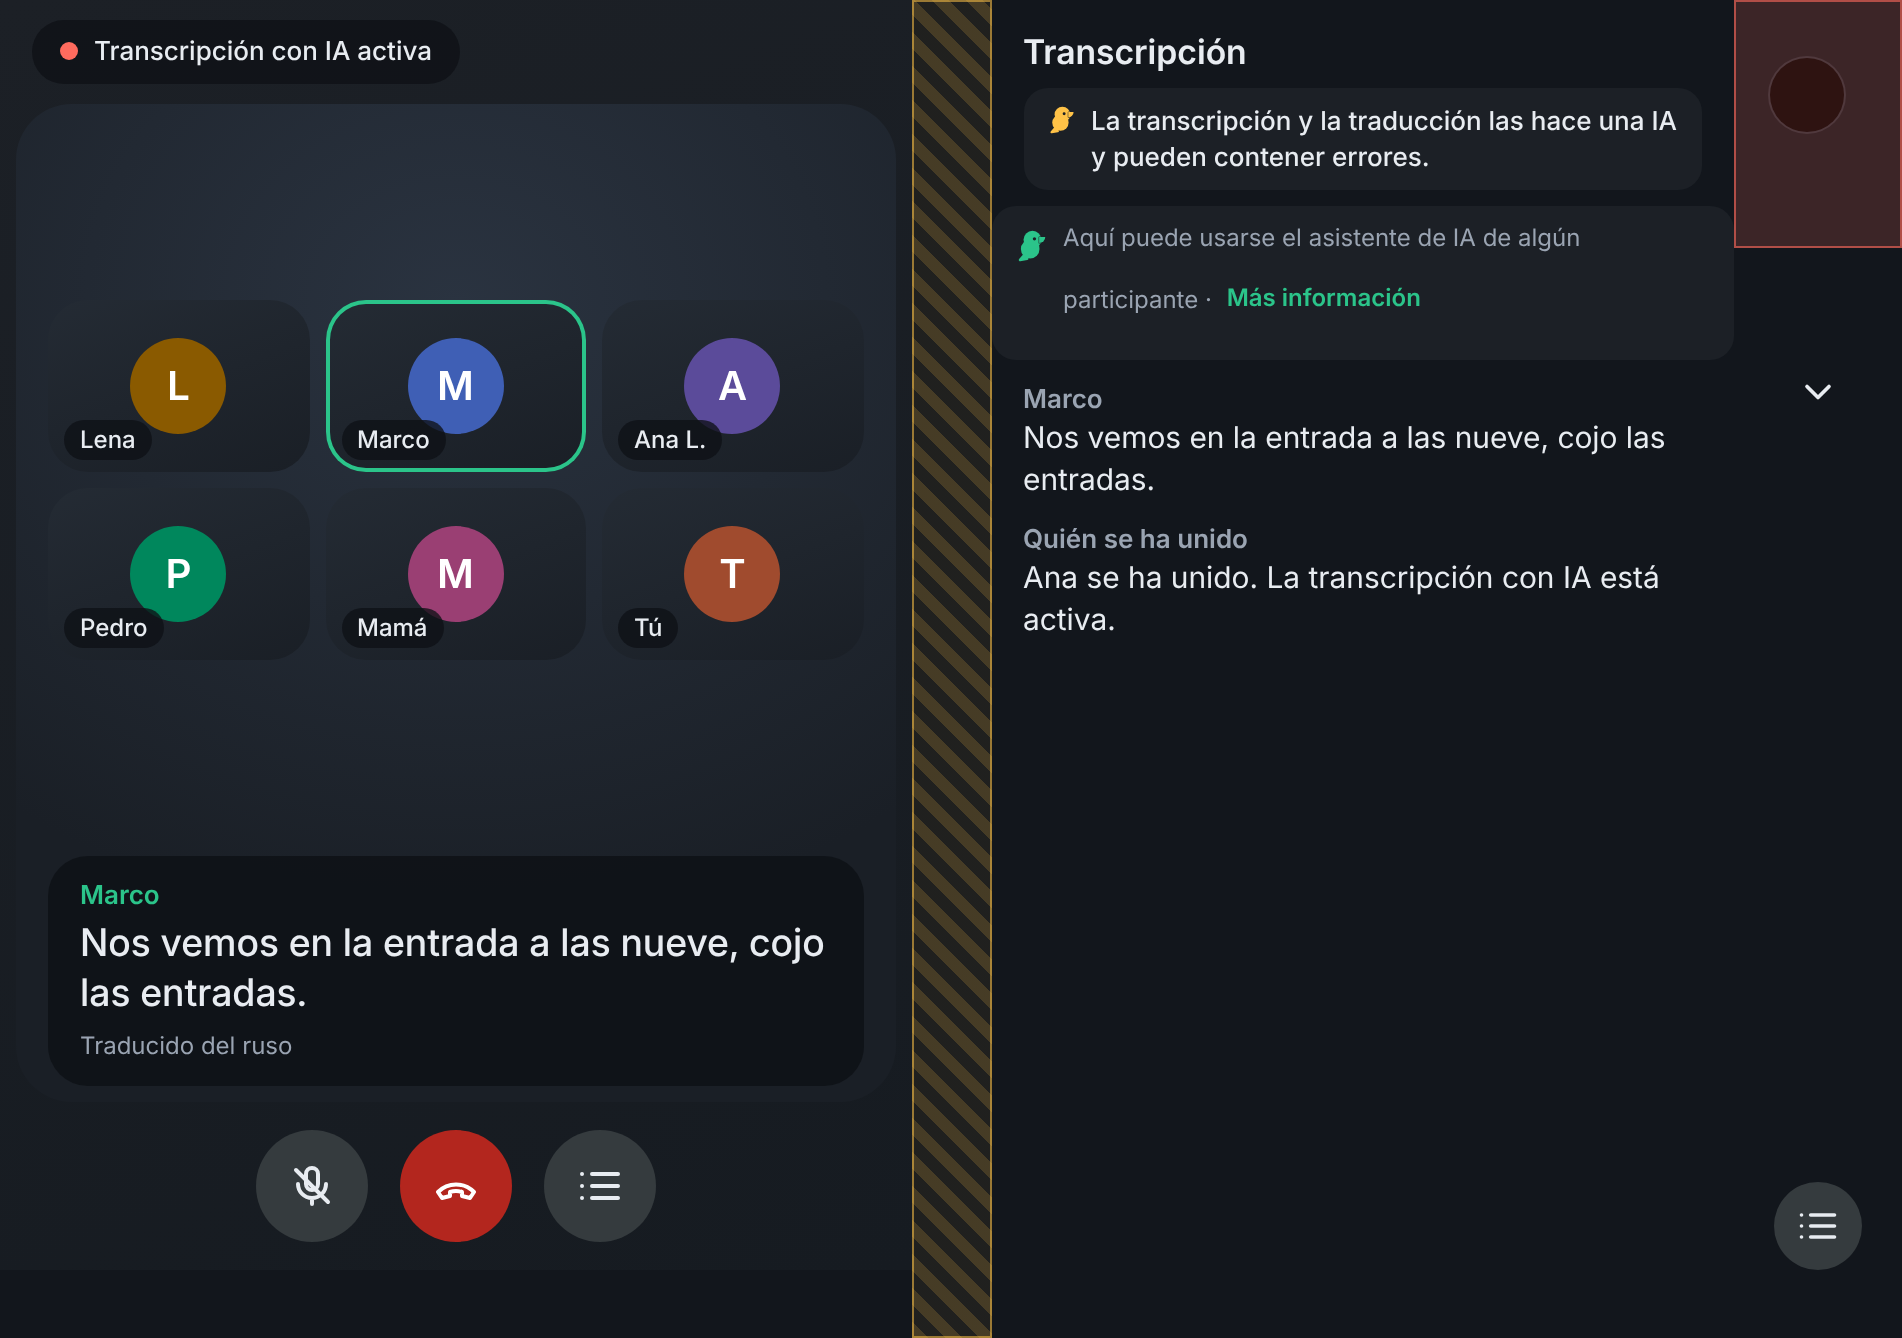 Transcripción con IA activa
L
Lena
M
Marco
A
Ana L.
P
Pedro
M
Mamá
T
Tú
Marco
Nos vemos en la entrada a las nueve, cojo
las entradas.
Traducido del ruso
Transcripción
La transcripción y la traducción las hace una IA
y pueden contener errores.
Aquí puede usarse el asistente de IA de algún
participante · Más información
Marco
Nos vemos en la entrada a las nueve, cojo las
entradas.
Quién se ha unido
Ana se ha unido. La transcripción con IA está
activa.